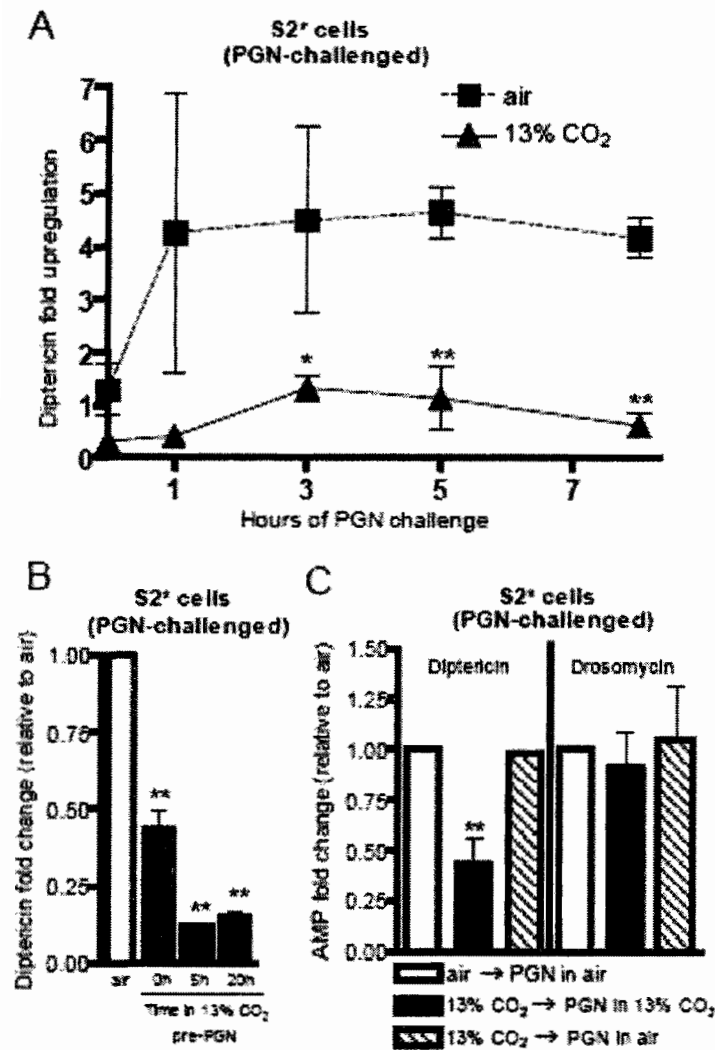 A
S2* cells
(PGN-challenged)
air
13% CO₂
Diptericin fold upregulation
7
6
5
4
3
2
1
0
*
**
**
1 3 5 7
Hours of PGN challenge
B
S2* cells
(PGN-challenged)
Diptericin fold change (relative to air)
1.00
0.75
0.50
0.25
0.00
**
**
**
air 0h 5h 20h
Time in 13% CO₂
pre-PGN
C
S2* cells
(PGN-challenged)
AMP fold change (relative to air)
1.50
1.25
1.00
0.75
0.50
0.25
0.00
Diptericin Drosomycin
**
air → PGN in air
13% CO₂ → PGN in 13% CO₂
13% CO₂ → PGN in air